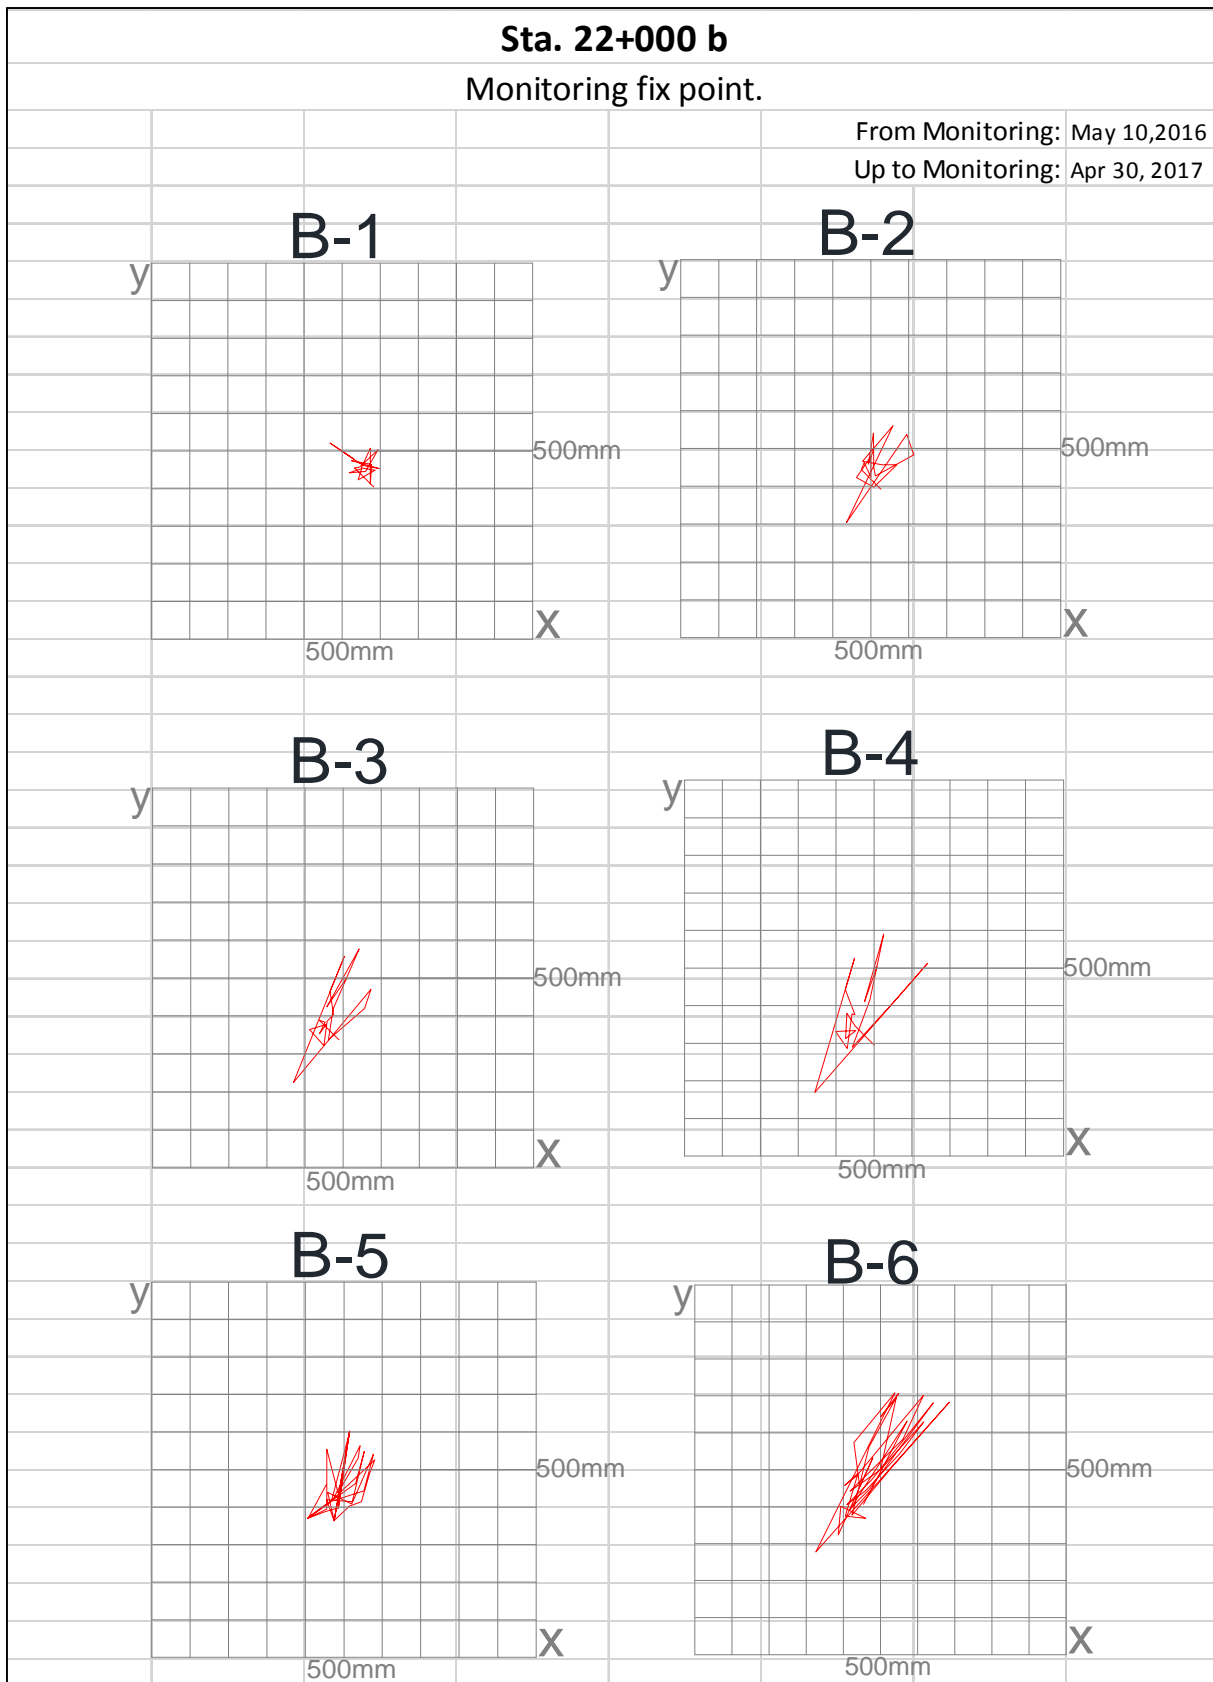 Sta. 22+000 b
Monitoring fix point.
From Monitoring: May 10,2016
Up to Monitoring: Apr 30, 2017
B-1
B-2
y
y
500mm
500mm
X
X
500mm
500mm
B-3
B-4
y
y
500mm
500mm
X
X
500mm
500mm
B-5
B-6
y
y
500mm
500mm
X
X
500mm
500mm